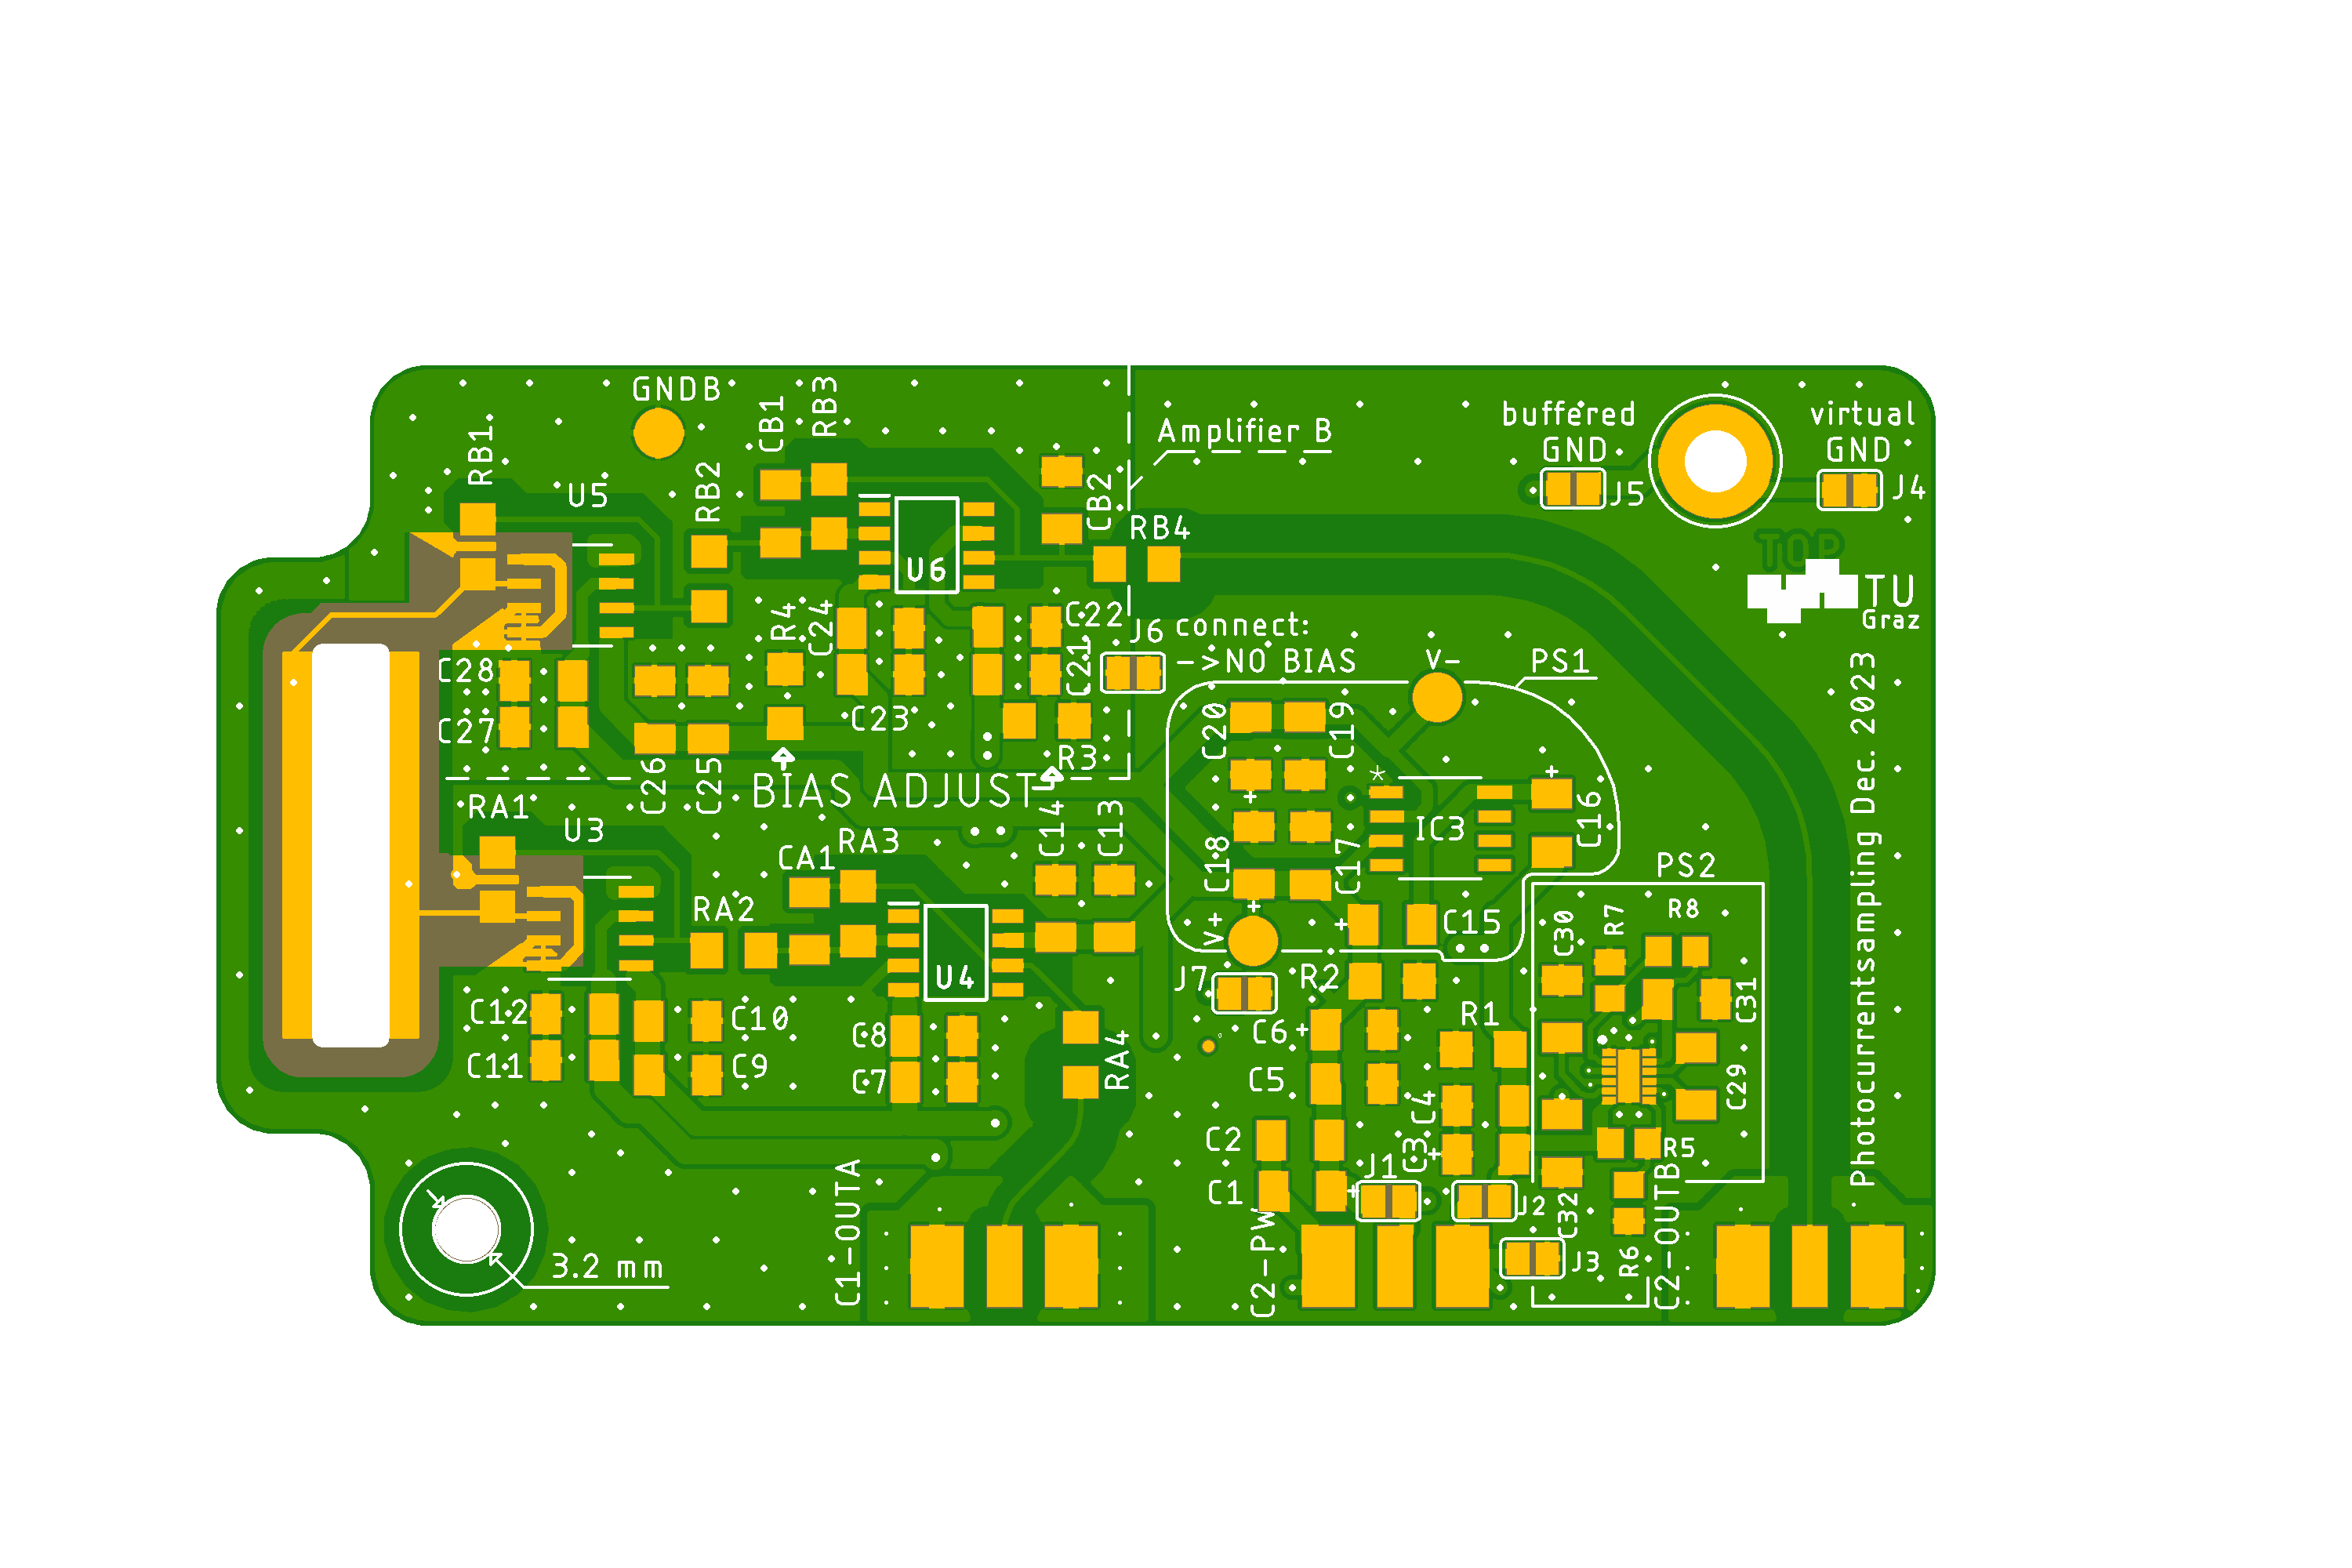 GNDB
CB1
RB3
RB1
Amplifier B
buffered
GND
virtual
GND
U5
RB2
CB2
J5
J4
RB4
TOP
U6
TU
Graz
R4
C24
C22
J6 connect:
->NO BIAS
V-
PS1
C28
C21
C27
C23
C20
C19
R3
C26
C25
BIAS ADJUST
*
+
+
RA1
U3
RA3
C14
C13
IC3
C16
CA1
C18
C17
PS2
RA2
V+
+
+
C15
C30
R7
R8
U4
J7
R2
C31
C12
C10
C8
C6
+
R1
C11
C9
C7
RA4
C5
C4
C29
C2
C3
+
R5
J1
C1
+
J2
C32
C1-OUTA
C2-PW
3.2 mm
J3
R6
C2-OUTB
Photocurrentsampling Dec. 2023